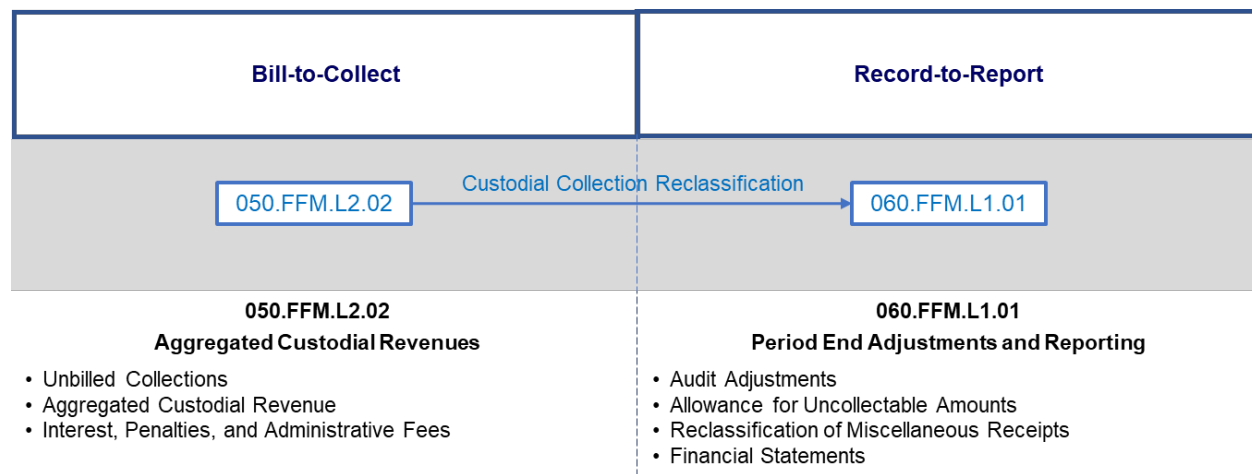 Bill-to-Collect
Record-to-Report
Custodial Collection Reclassification
050.FFM.L2.02
060.FFM.L1.01
050.FFM.L2.02
Aggregated Custodial Revenues
• Unbilled Collections
• Aggregated Custodial Revenue
• Interest, Penalties, and Administrative Fees
060.FFM.L1.01
Period End Adjustments and Reporting
• Audit Adjustments
• Allowance for Uncollectable Amounts
• Reclassification of Miscellaneous Receipts
• Financial Statements